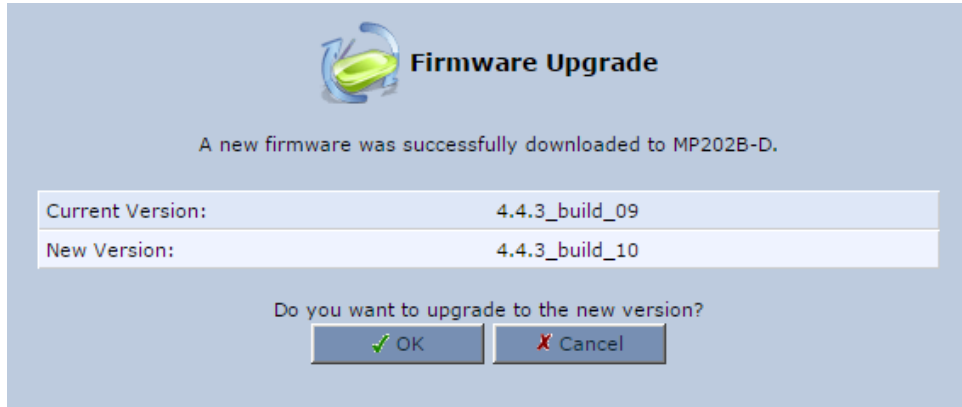 Firmware Upgrade
A new firmware was successfully downloaded to MP202B-D.
Current Version: 4.4.3_build_09
New Version: 4.4.3_build_10
Do you want to upgrade to the new version?
OK Cancel